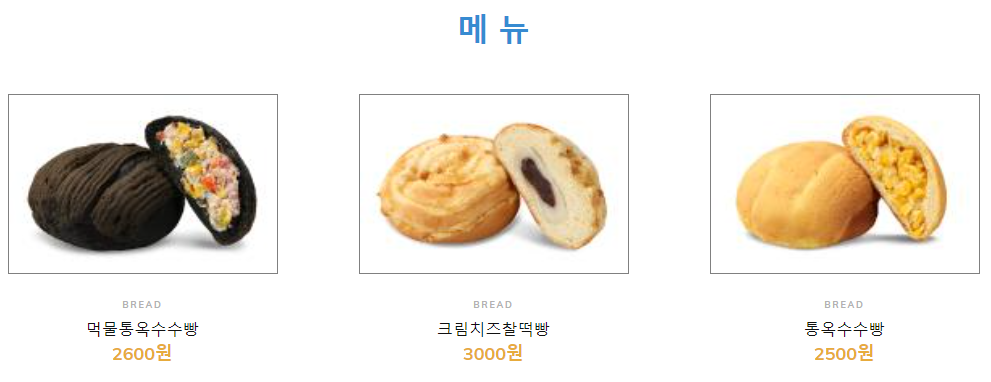 메 뉴
BREAD
먹물통옥수수빵
2600원
BREAD
크림치즈찰떡빵
3000원
BREAD
통옥수수빵
2500원